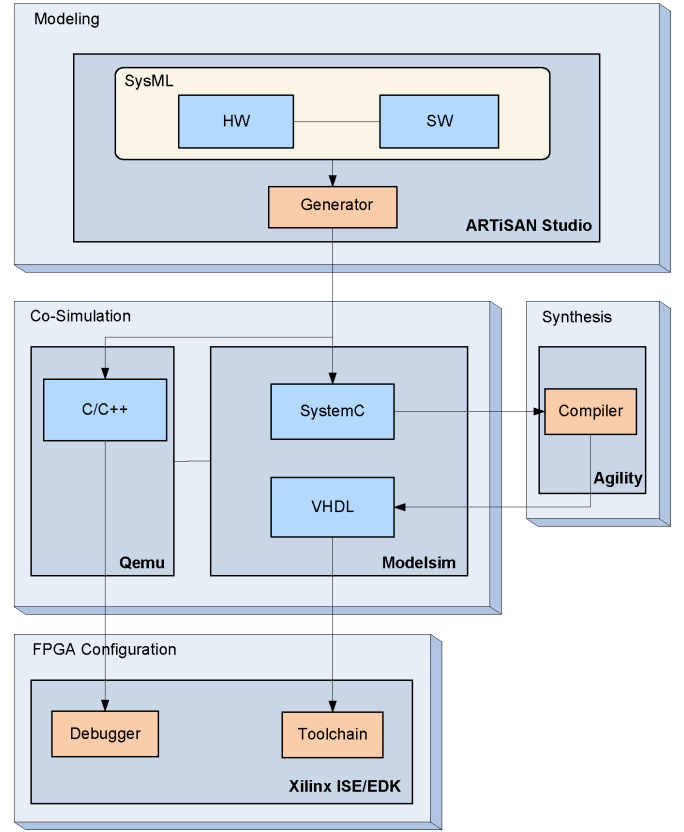 Modeling
SysML
HW
SW
Generator
ARTiSAN Studio
Co-Simulation
Synthesis
C/C++
SystemC
Compiler
Agility
VHDL
Qemu
Modelsim
FPGA Configuration
Debugger
Toolchain
Xilinx ISE/EDK